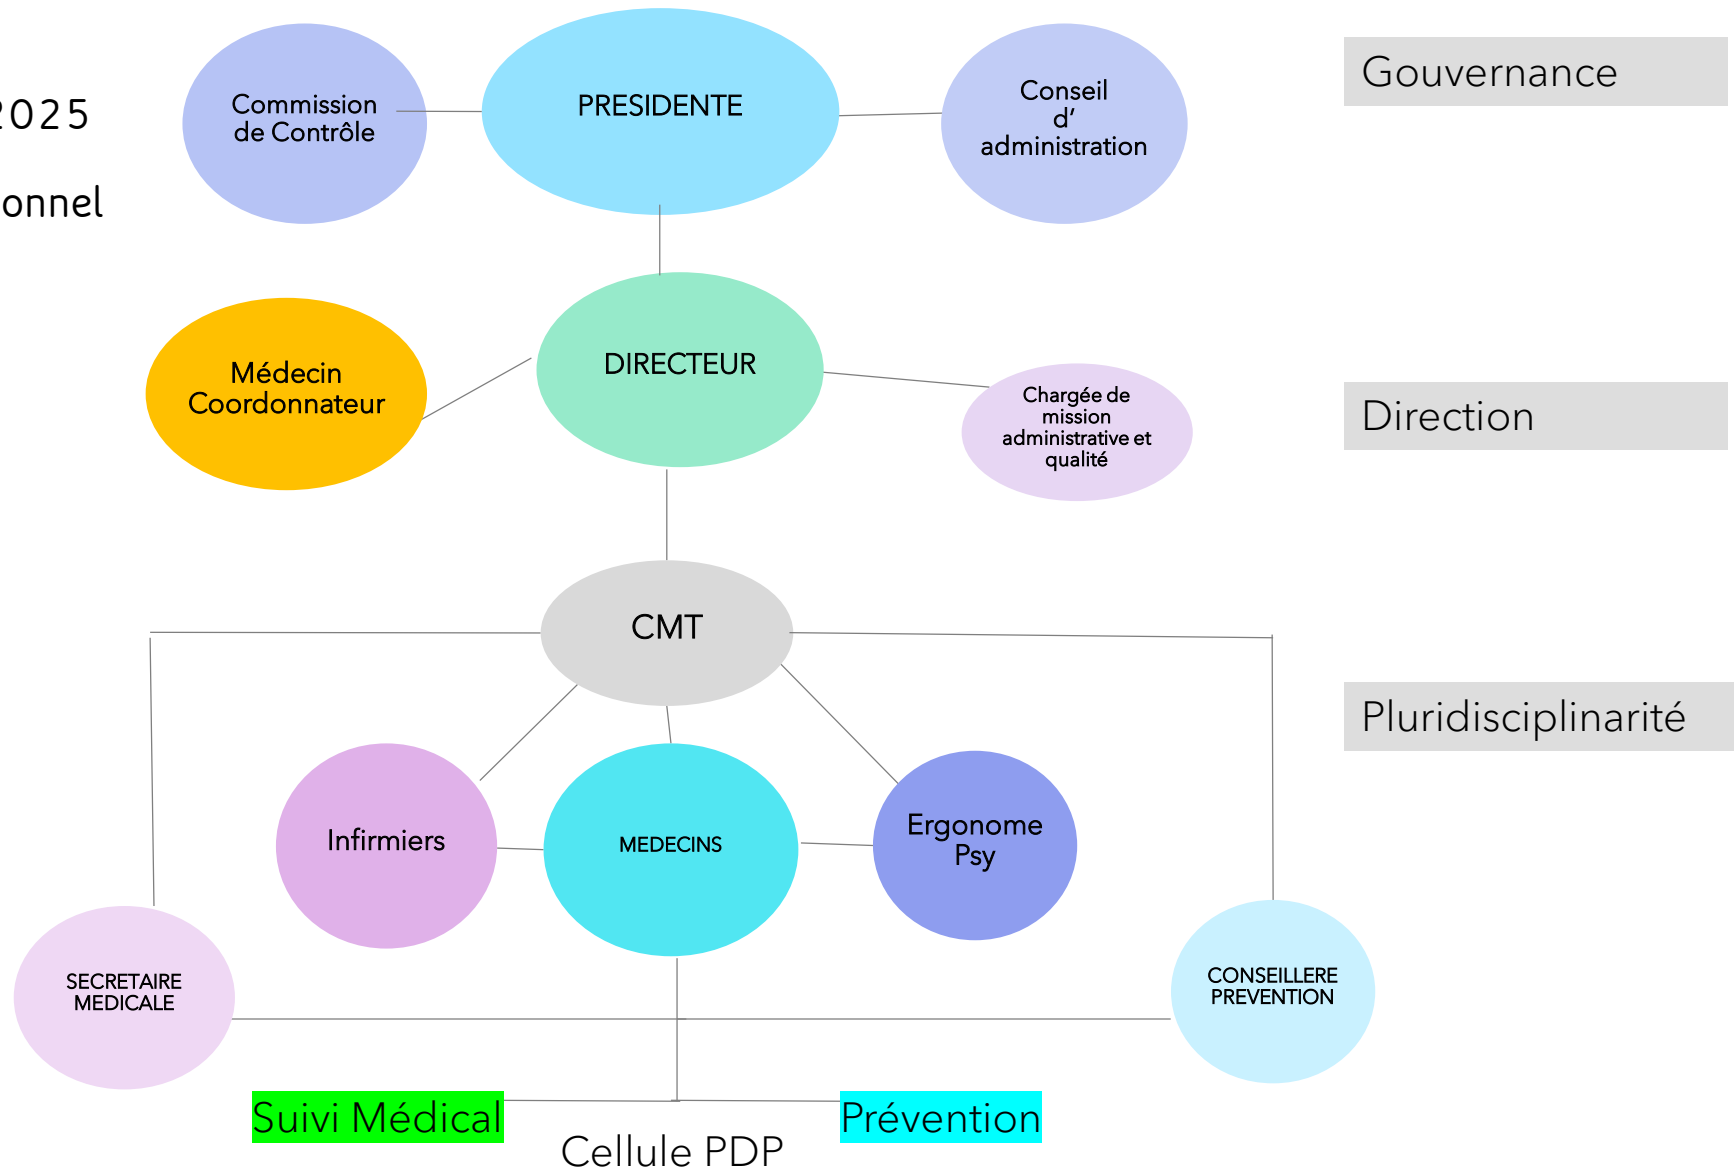 2025
onnel
Commission
de Contrôle
PRESIDENTE
Conseil
d’
administration
Gouvernance
Médecin
Coordonnateur
DIRECTEUR
Chargée de
mission
administrative et
qualité
Direction
CMT
Pluridisciplinarité
Infirmiers
MEDECINS
Ergonome
Psy
SECRETAIRE
MEDICALE
CONSEILLERE
PREVENTION
Suivi Médical
Prévention
Cellule PDP